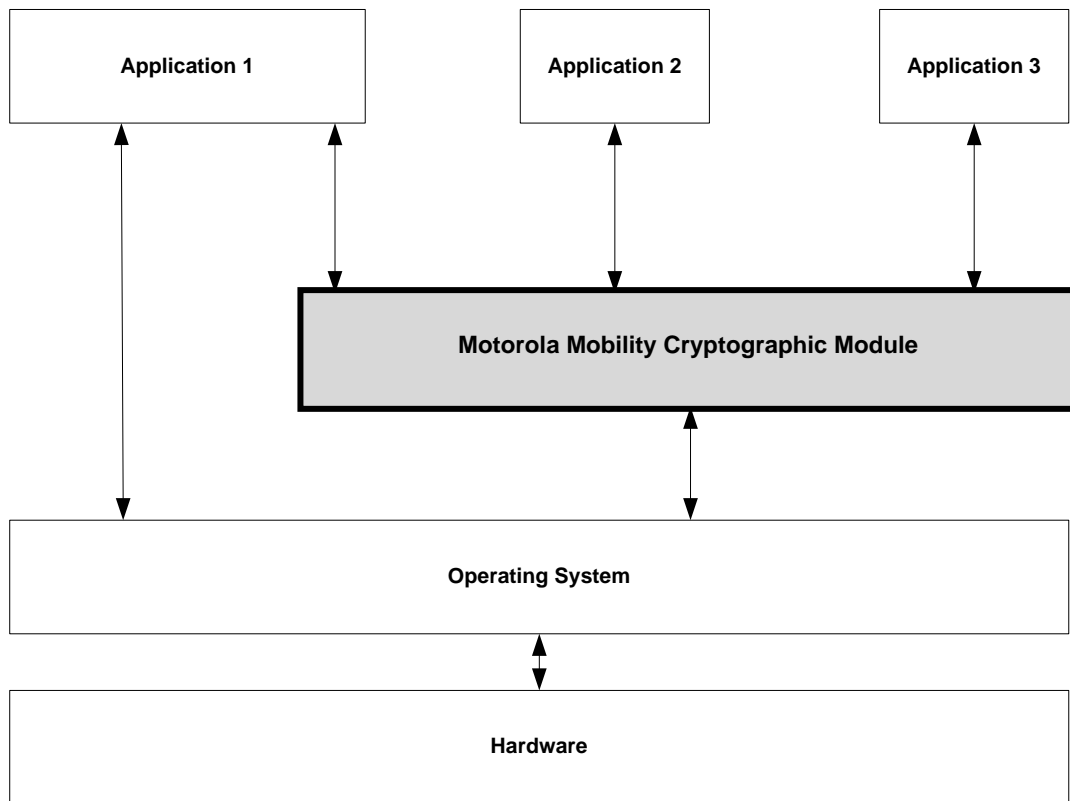 Application 1
Application 2
Application 3
Motorola Mobility Cryptographic Module
Operating System
Hardware